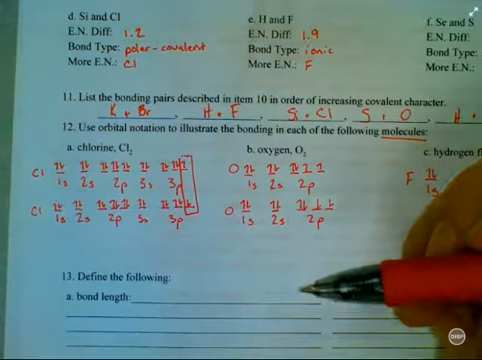 d. Si and Cl e. H and F f. Se and S
E.N. Diff: 1.2 E.N. Diff: 1.9 E.N. Diff:
Bond Type: polar-covalent Bond Type: ionic Bond Type:
More E.N.: Cl More E.N.: F More E.N.:
11. List the bonding pairs described in item 10 in order of increasing covalent character.
K + Br, H + F, Si + Cl, S + O, H +
12. Use orbital notation to illustrate the bonding in each of the following molecules:
a. chlorine, Cl₂ b. oxygen, O₂ c. hydrogen fl
Cl ⥮ ⥮ ⥮⥮⥮ ⥮ ⥮⥮↿ O ⥮ ⥮ ⥮ ↿ ↿ F ⥮
1s 2s 2p 3s 3p 1s 2s 2p 1s
Cl ⥮ ⥮ ⥮⥮⥮ ⥮ ⥮⥮⇂ O ⥮ ⥮ ⥮ ⇂ ⇂
1s 2s 2p 3s 3p 1s 2s 2p
13. Define the following:
a. bond length: